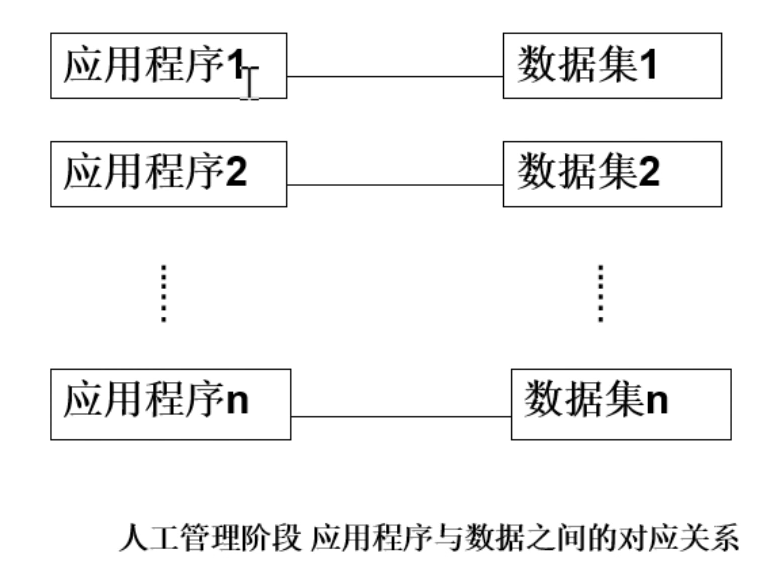 应用程序1 数据集1
应用程序2 数据集2
应用程序n 数据集n
人工管理阶段 应用程序与数据之间的对应关系